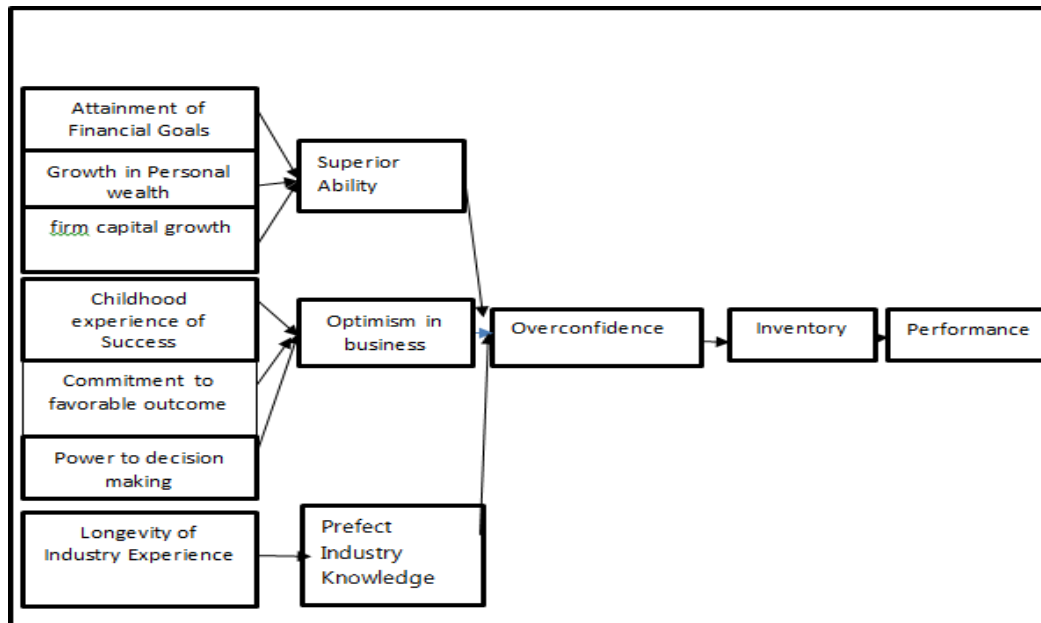 Attainment of
Financial Goals
Growth in Personal
wealth
firm capital growth
Superior
Ability
Childhood
experience of
Success
Commitment to
favorable outcome
Power to decision
making
Optimism in
business
Overconfidence
Inventory
Performance
Longevity of
Industry Experience
Prefect
Industry
Knowledge